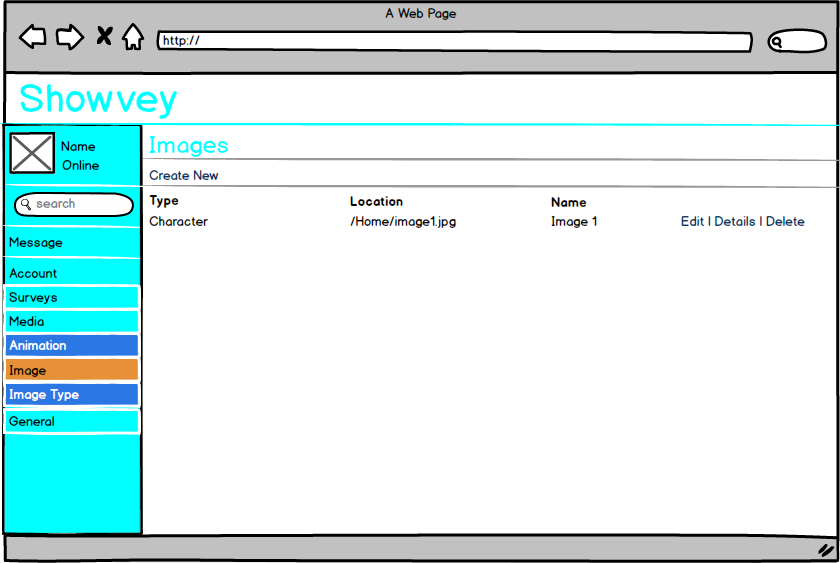 A Web Page
http://
Showvey
Name
Online
search
Message
Account
Surveys
Media
Animation
Image
Image Type
General
Images
Create New
Type Location Name
Character /Home/image1.jpg Image 1 Edit | Details | Delete